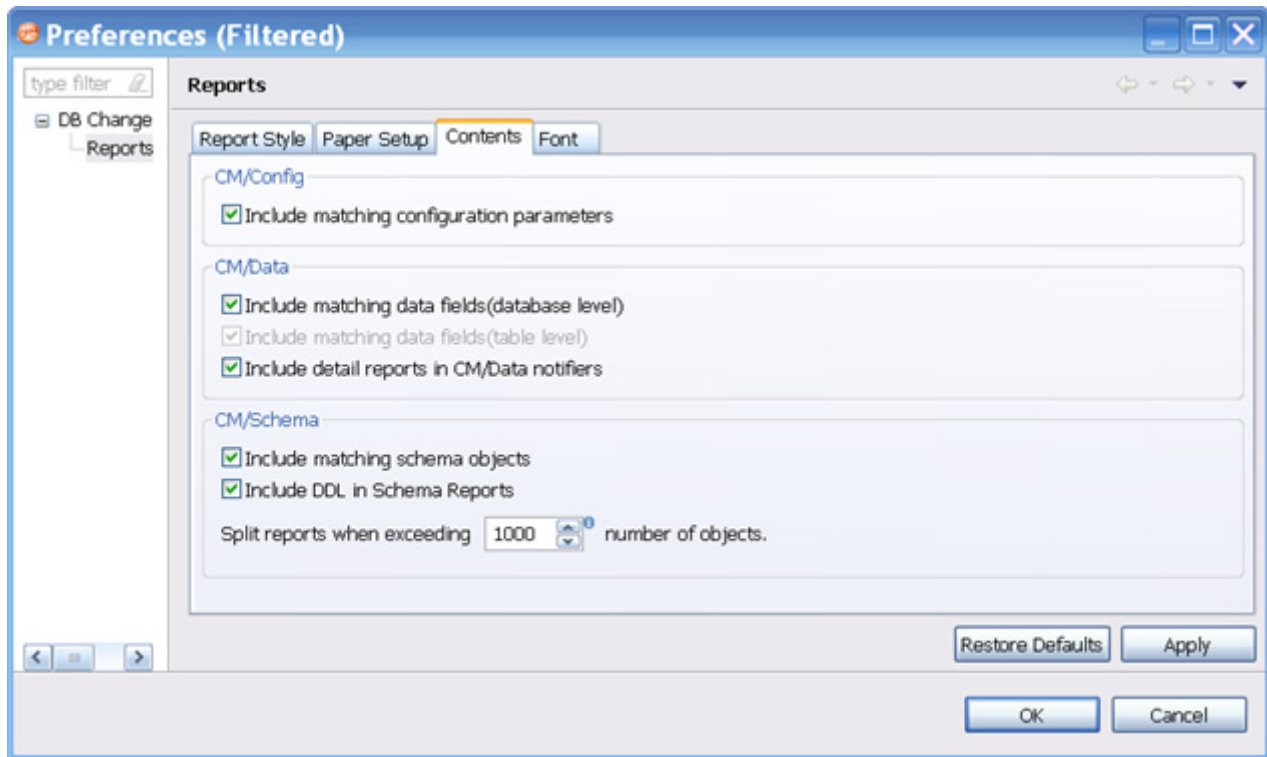 Preferences (Filtered)
type filter
Reports
DB Change
Reports
Report Style Paper Setup Contents Font
CM/Config
Include matching configuration parameters
CM/Data
Include matching data fields(database level)
Include matching data fields(table level)
Include detail reports in CM/Data notifiers
CM/Schema
Include matching schema objects
Include DDL in Schema Reports
Split reports when exceeding 1000 number of objects.
Restore Defaults Apply
OK Cancel